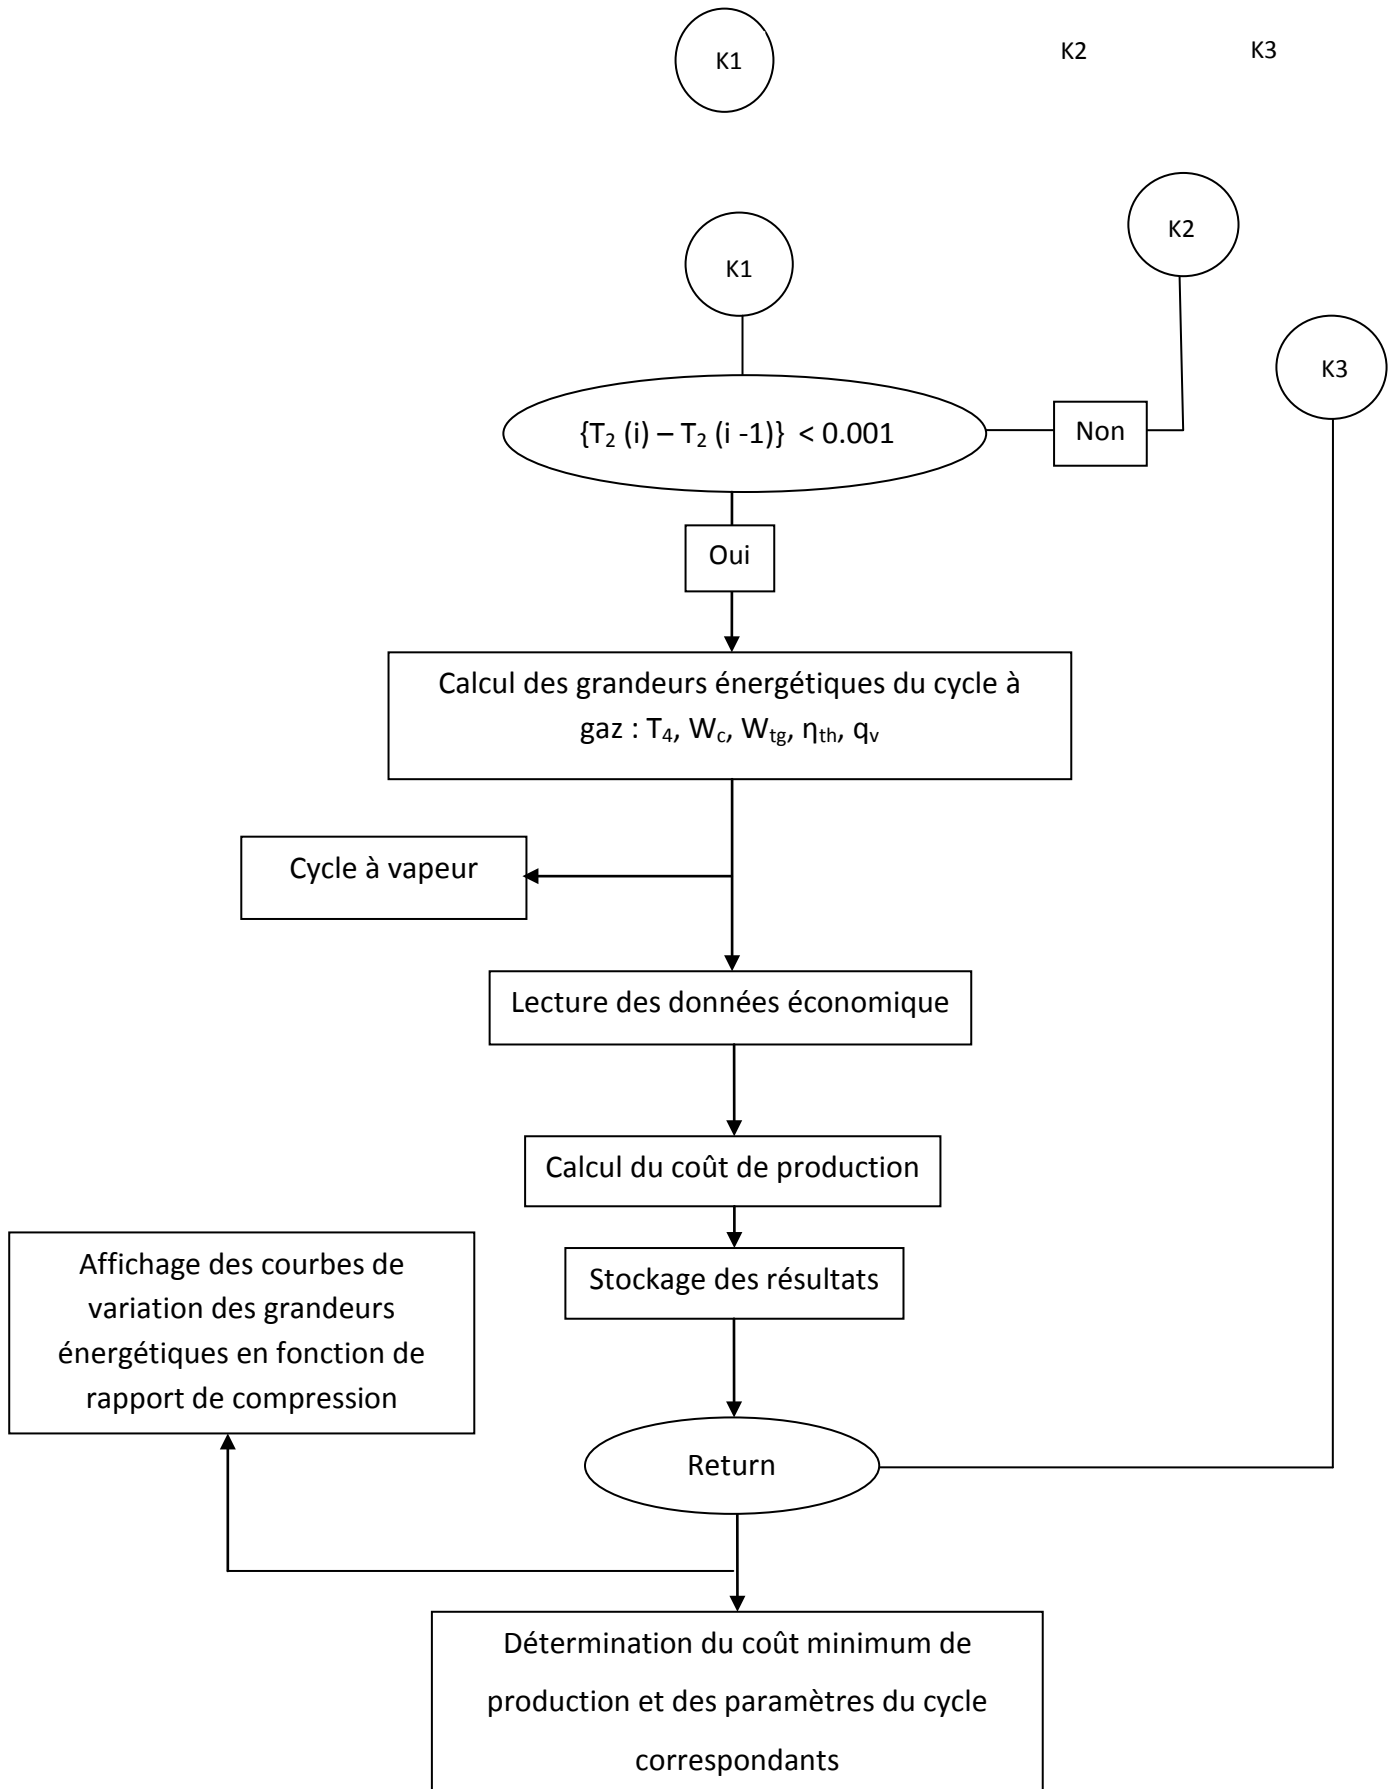 K1
K2
K3
K2
K1
K3
{T₂ (i) – T₂ (i -1)} < 0.001
Non
Oui
Calcul des grandeurs énergétiques du cycle à
gaz : T₄, W_c, W_tg, η_th, q_v
Cycle à vapeur
Lecture des données économique
Calcul du coût de production
Affichage des courbes de
variation des grandeurs
énergétiques en fonction de
rapport de compression
Stockage des résultats
Return
Détermination du coût minimum de
production et des paramètres du cycle
correspondants